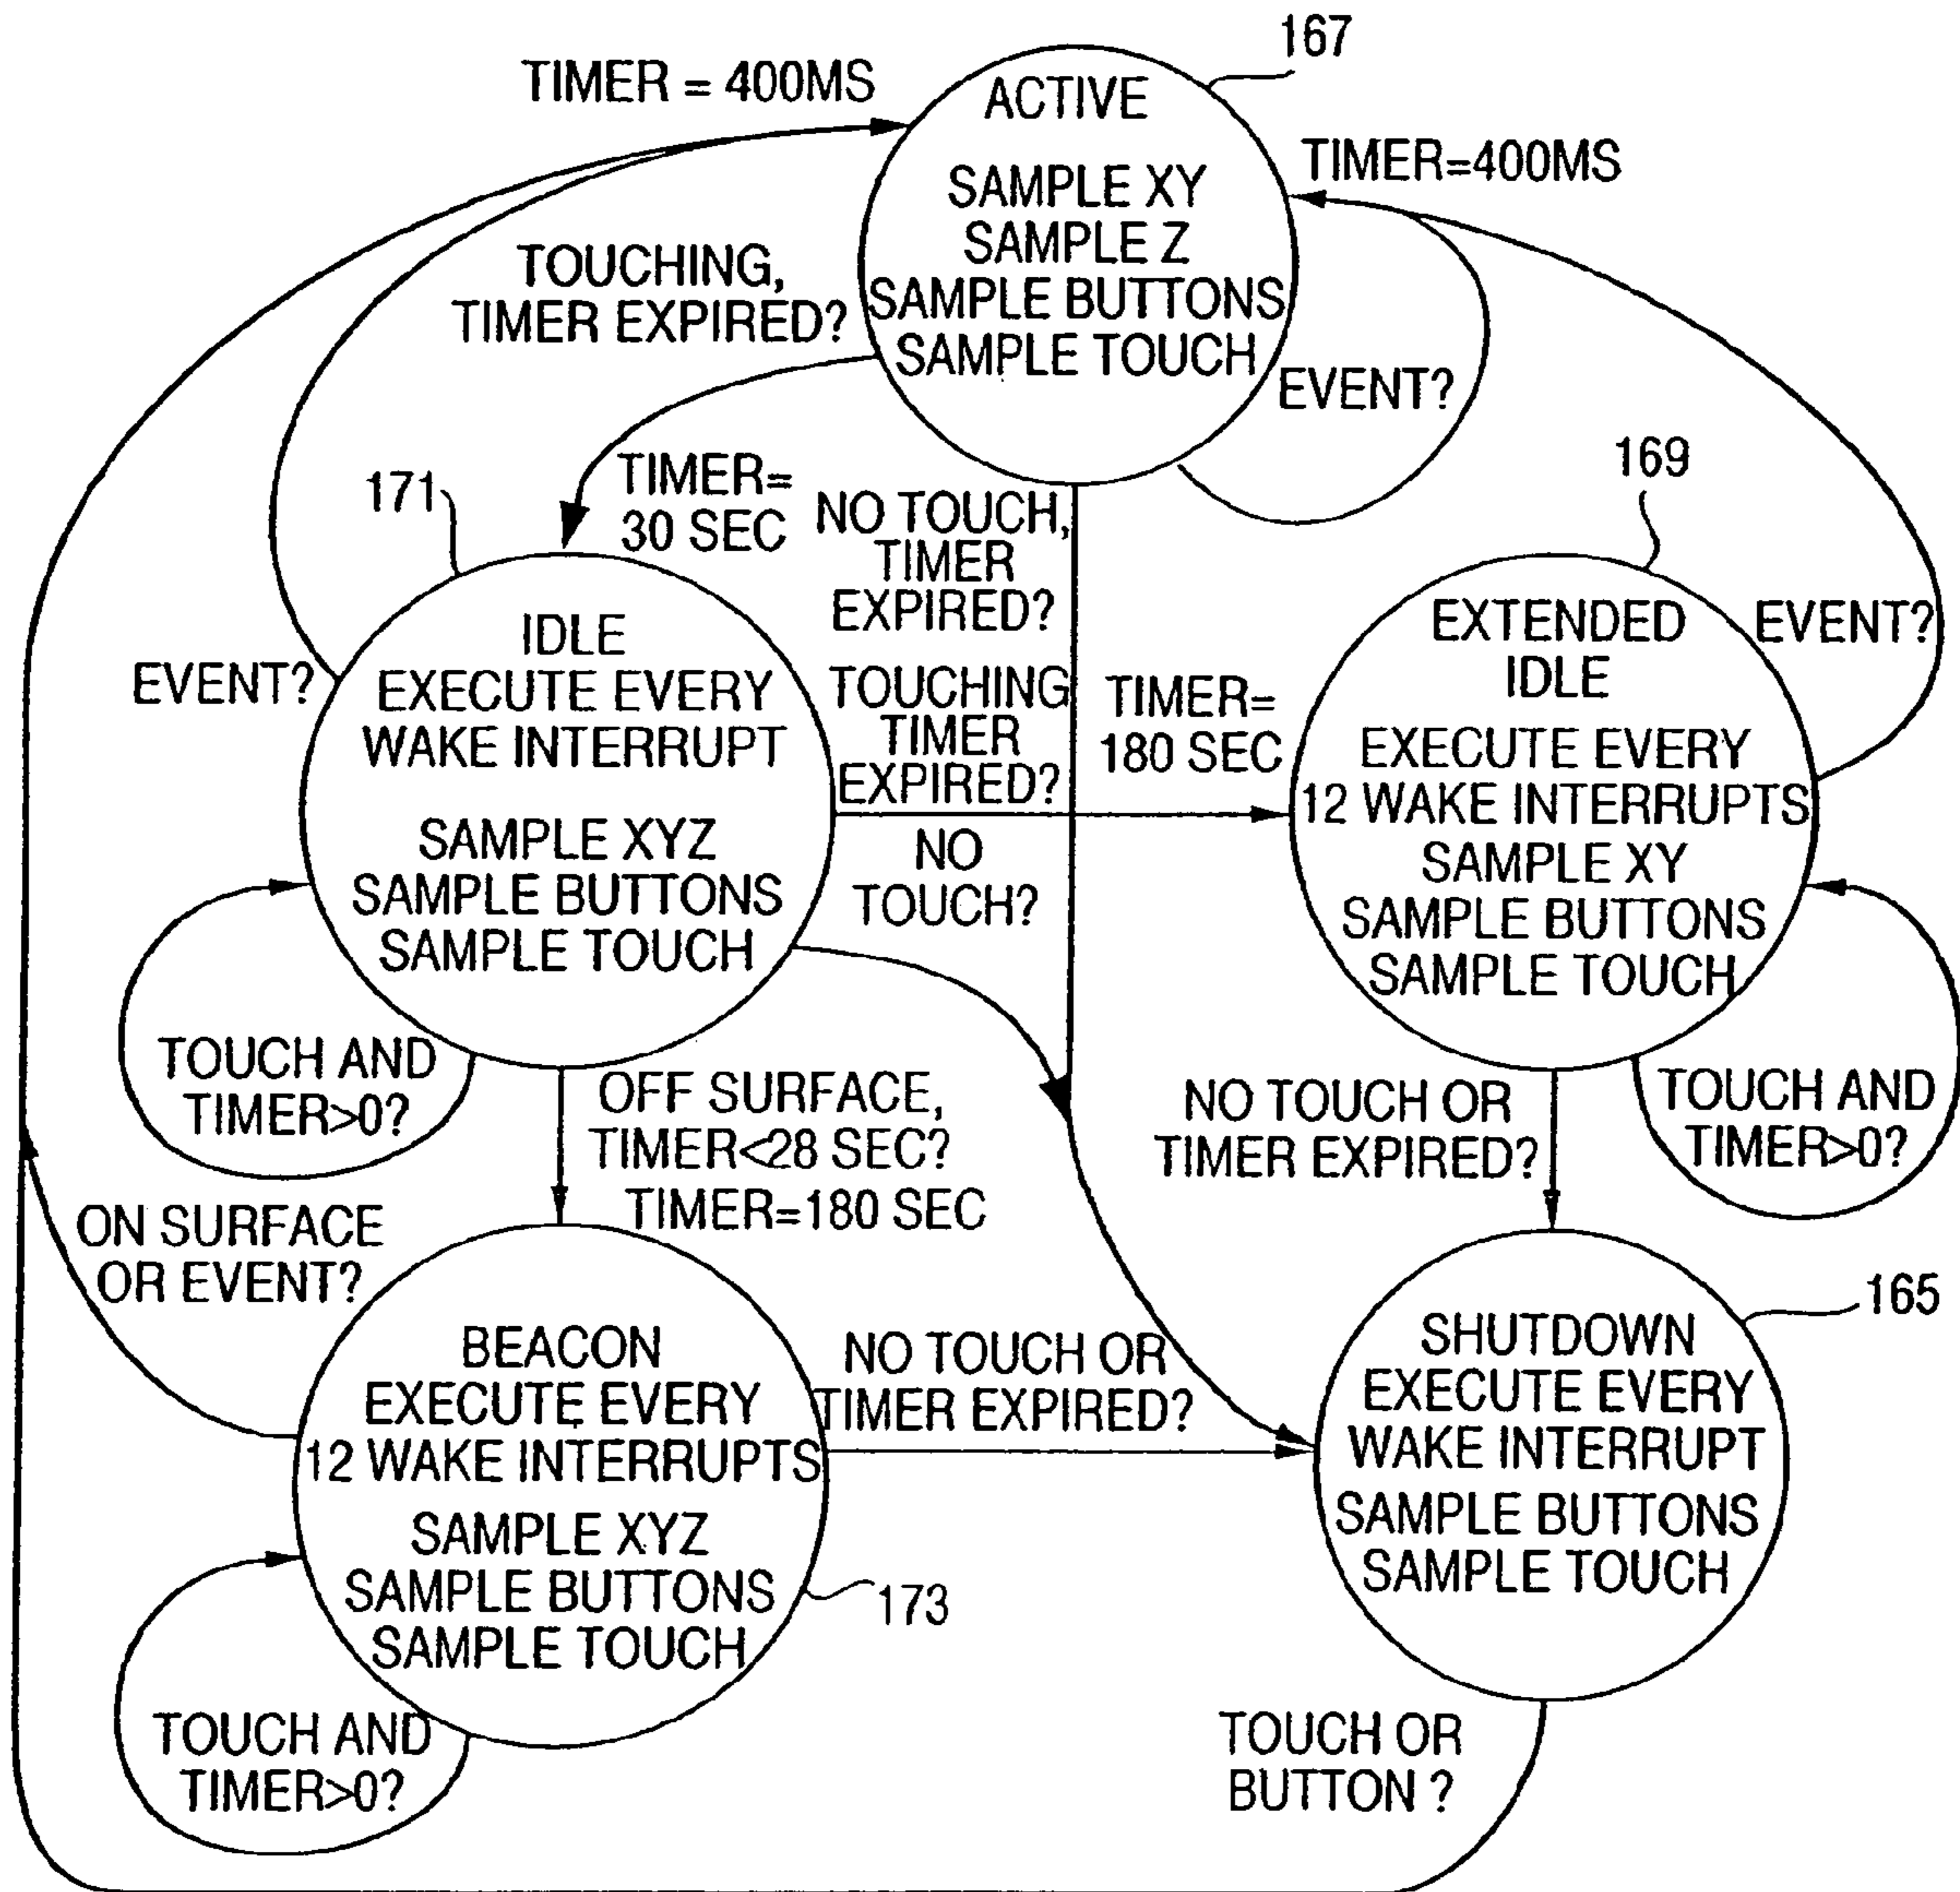 167
TIMER = 400MS
ACTIVE
SAMPLE XY
SAMPLE Z
SAMPLE BUTTONS
SAMPLE TOUCH
TIMER=400MS
TOUCHING,
TIMER EXPIRED?
EVENT?
169
171
TIMER=
30 SEC
NO TOUCH,
TIMER
EXPIRED?
IDLE
EXECUTE EVERY
WAKE INTERRUPT
SAMPLE XYZ
SAMPLE BUTTONS
SAMPLE TOUCH
EVENT?
TOUCHING
TIMER
EXPIRED?
TIMER=
180 SEC
NO
TOUCH?
EXTENDED
IDLE
EXECUTE EVERY
12 WAKE INTERRUPTS
SAMPLE XY
SAMPLE BUTTONS
SAMPLE TOUCH
EVENT?
TOUCH AND
TIMER>0?
OFF SURFACE,
TIMER<28 SEC?
TIMER=180 SEC
NO TOUCH OR
TIMER EXPIRED?
TOUCH AND
TIMER>0?
ON SURFACE
OR EVENT?
BEACON
EXECUTE EVERY
12 WAKE INTERRUPTS
SAMPLE XYZ
SAMPLE BUTTONS
SAMPLE TOUCH
173
NO TOUCH OR
TIMER EXPIRED?
165
SHUTDOWN
EXECUTE EVERY
WAKE INTERRUPT
SAMPLE BUTTONS
SAMPLE TOUCH
TOUCH AND
TIMER>0?
TOUCH OR
BUTTON ?